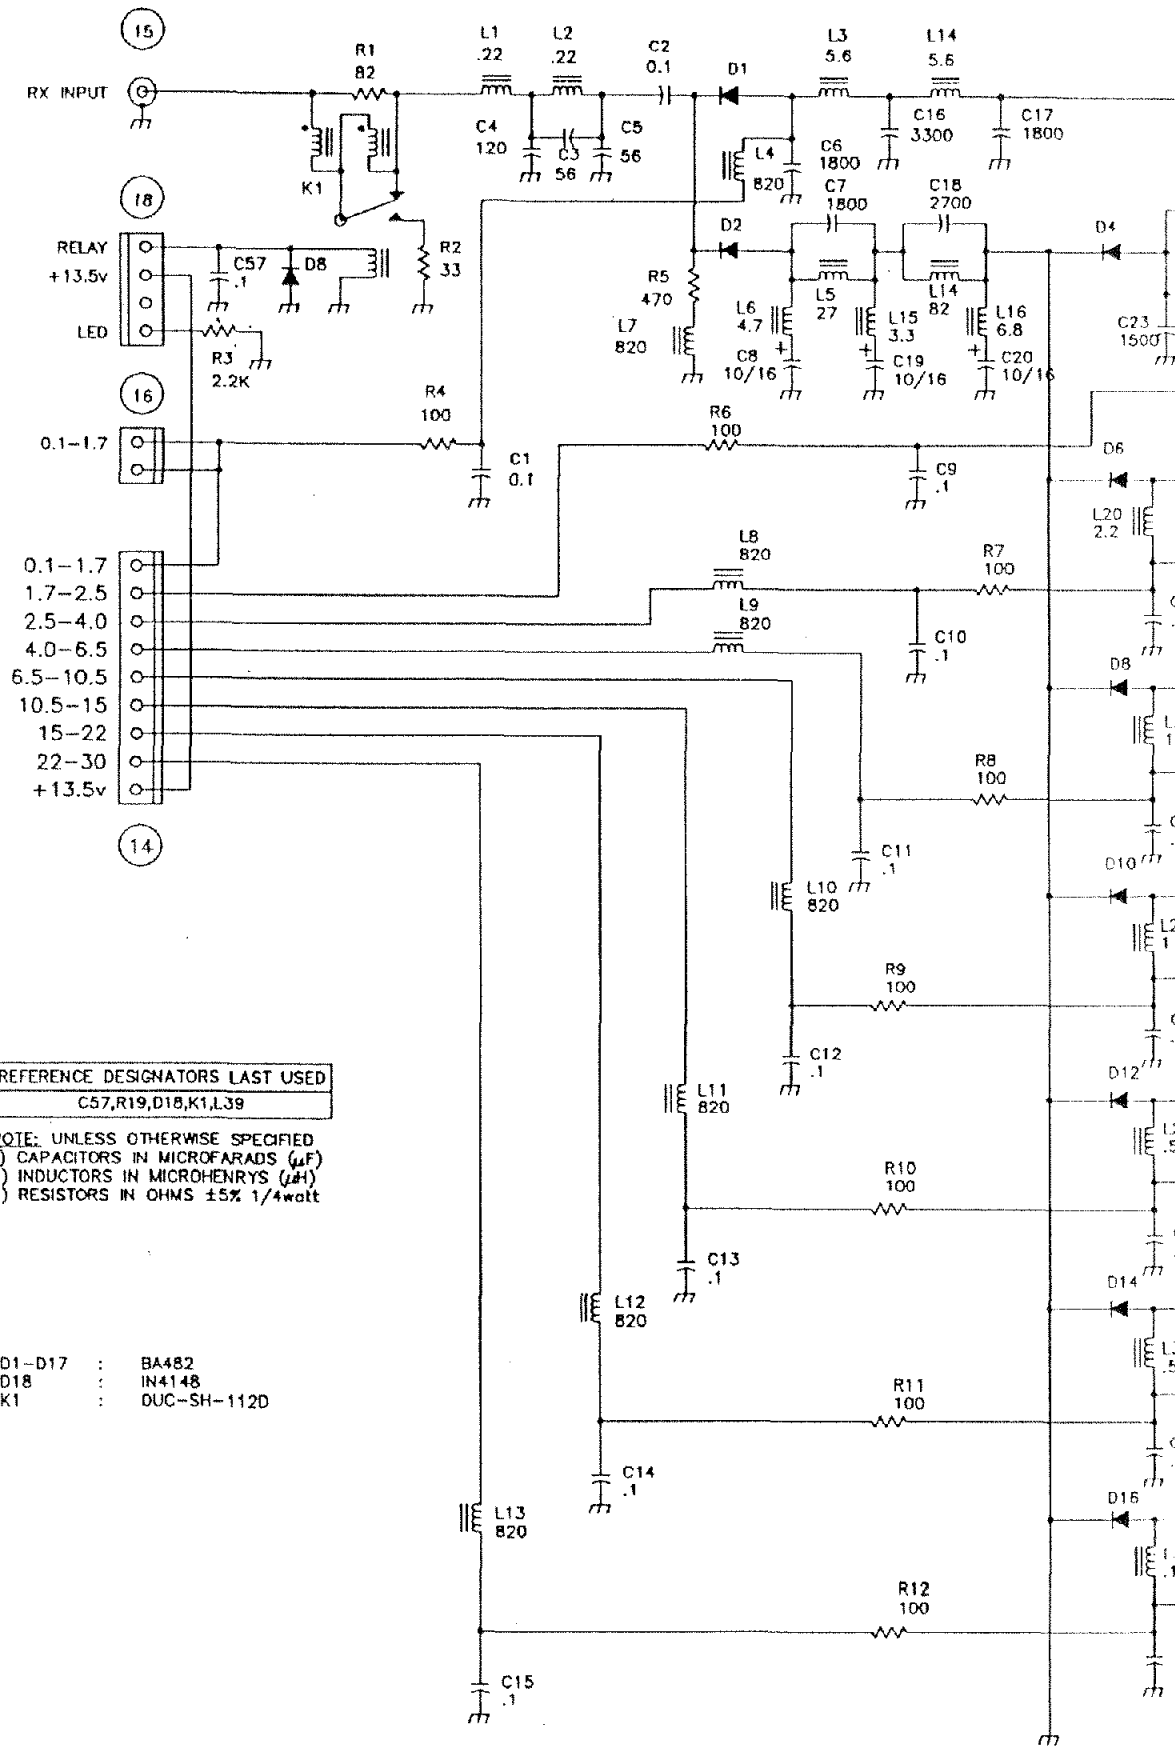 15
RX INPUT
R1
82
L1
.22
L2
.22
C2
0.1
D1
L3
5.6
L14
5.6
C4
120
C3
56
C5
56
L4
820
C6
1800
C16
3300
C17
1800
K1
18
RELAY
+13.5v
LED
C57
.1
D8
R2
33
R3
2.2K
D2
C7
1800
C18
2700
D4
R5
470
L7
820
L6
4.7
L5
27
L15
3.3
L14
82
L16
6.8
+
C8
10/16
+
C19
10/16
+
C20
10/16
C23
1500
16
0.1-1.7
R4
100
C1
0.1
R6
100
C9
.1
D6
L20
2.2
0.1-1.7
1.7-2.5
2.5-4.0
4.0-6.5
6.5-10.5
10.5-15
15-22
22-30
+13.5v
14
L8
820
L9
820
R7
100
C10
.1
D8
R8
100
C11
.1
D10
L10
820
R9
100
C12
.1
D12
L11
820
R10
100
C13
.1
D14
L12
820
R11
100
C14
.1
D16
L13
820
R12
100
C15
.1
REFERENCE DESIGNATORS LAST USED
C57,R19,D18,K1,L39
NOTE: UNLESS OTHERWISE SPECIFIED
) CAPACITORS IN MICROFARADS (µF)
) INDUCTORS IN MICROHENRYS (µH)
) RESISTORS IN OHMS ±5% 1/4watt
D1-D17 : BA482
D18 : IN4148
K1 : DUC-SH-112D